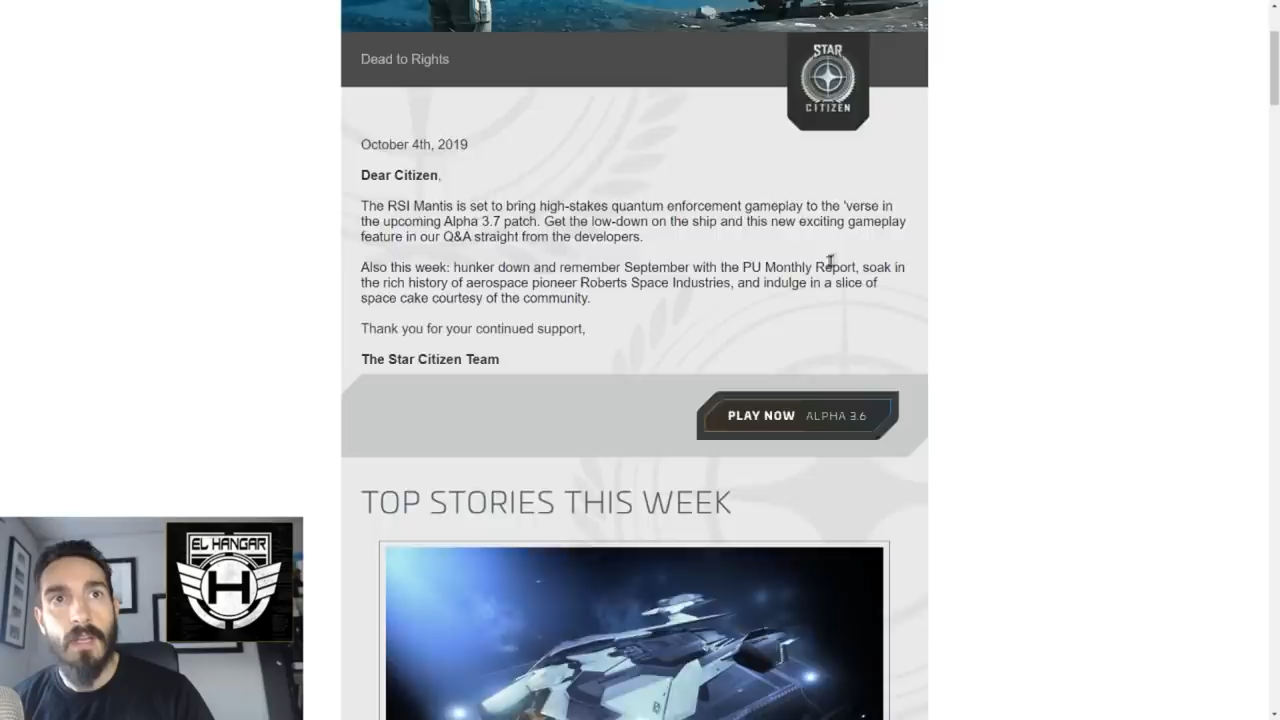 Dead to Rights
STAR
CITIZEN
October 4th, 2019
Dear Citizen,
The RSI Mantis is set to bring high-stakes quantum enforcement gameplay to the 'verse in
the upcoming Alpha 3.7 patch. Get the low-down on the ship and this new exciting gameplay
feature in our Q&A straight from the developers.
Also this week: hunker down and remember September with the PU Monthly Report, soak in
the rich history of aerospace pioneer Roberts Space Industries, and indulge in a slice of
space cake courtesy of the community.
Thank you for your continued support,
The Star Citizen Team
PLAY NOW ALPHA 3.6
TOP STORIES THIS WEEK
EL HANGAR
H